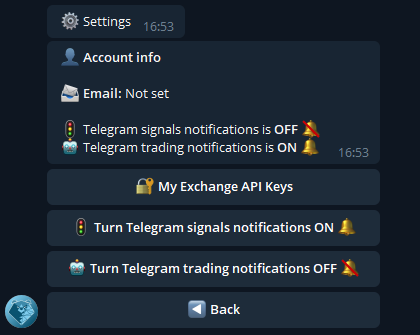 Settings
16:53
Account info
Email: Not set
Telegram signals notifications is OFF
Telegram trading notifications is ON
16:53
My Exchange API Keys
Turn Telegram signals notifications ON
Turn Telegram trading notifications OFF
Back